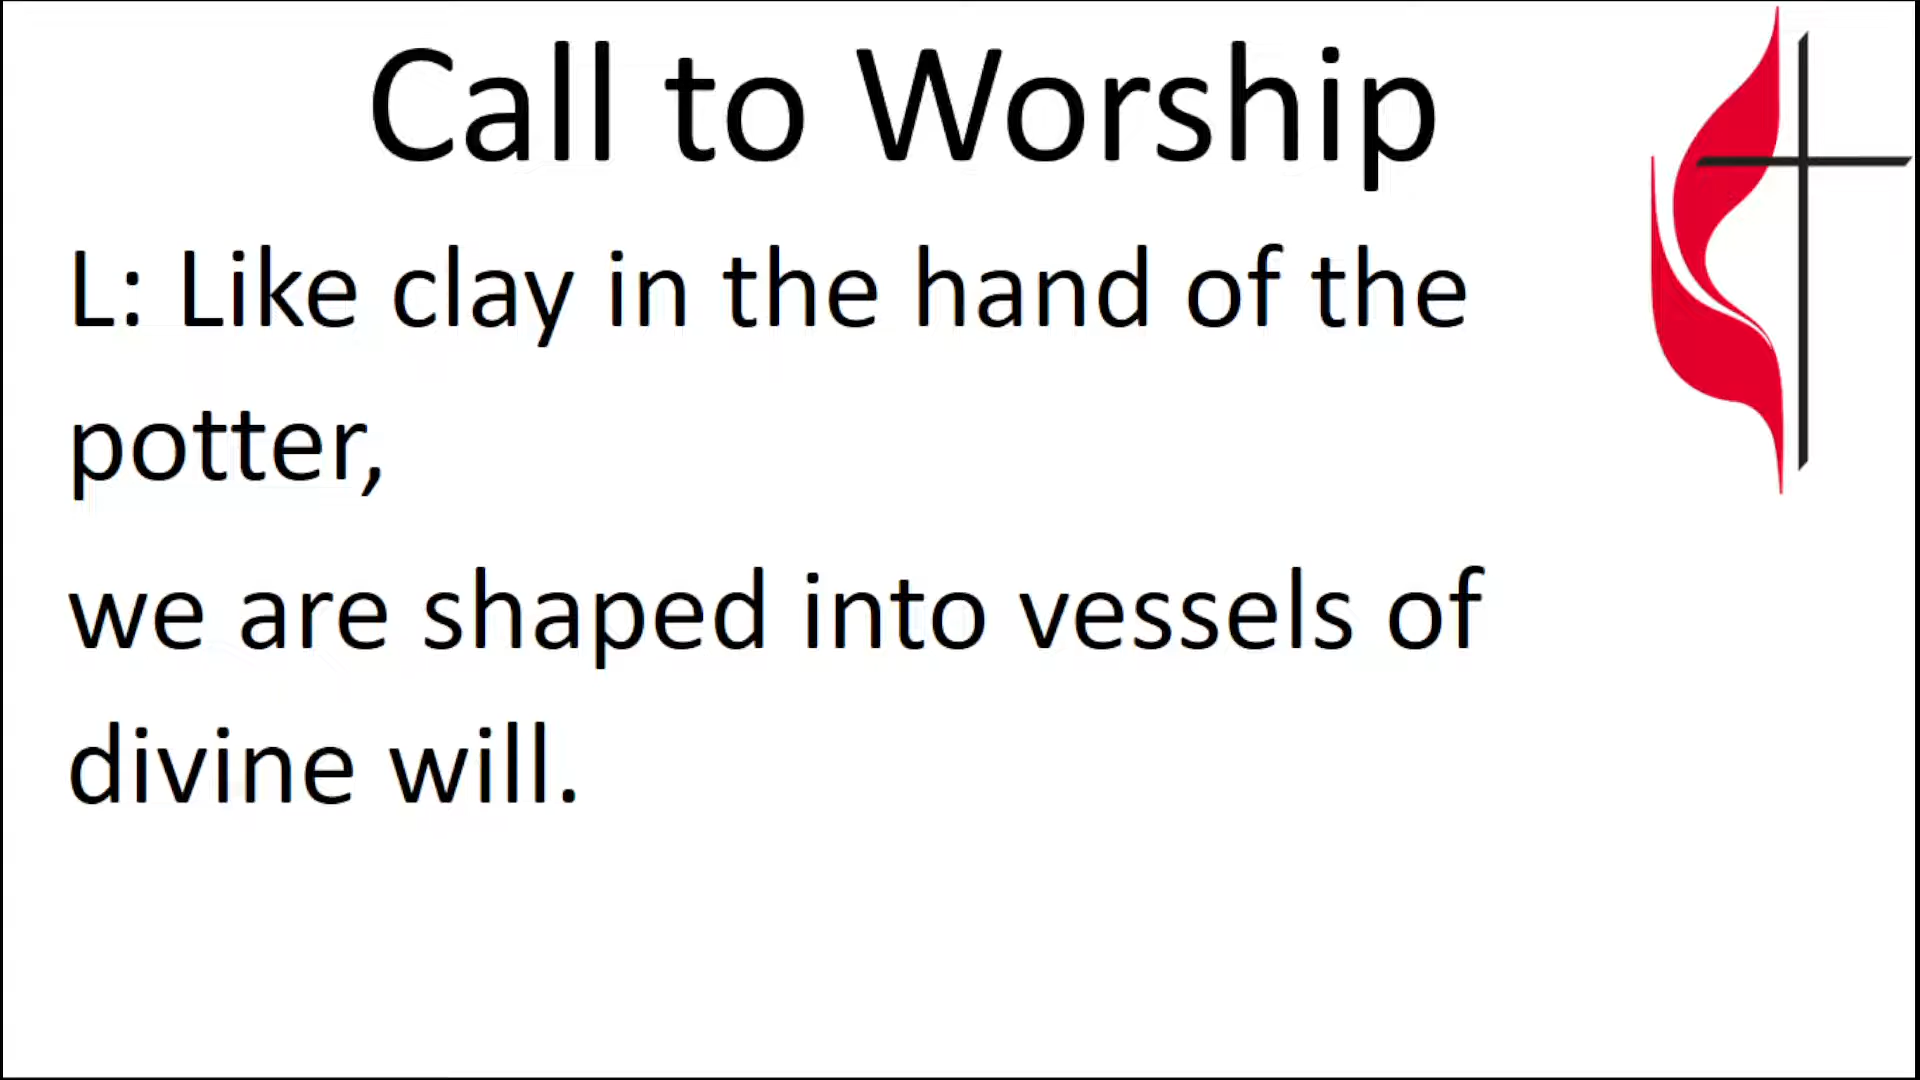 Call to Worship
L: Like clay in the hand of the
potter,
we are shaped into vessels of
divine will.